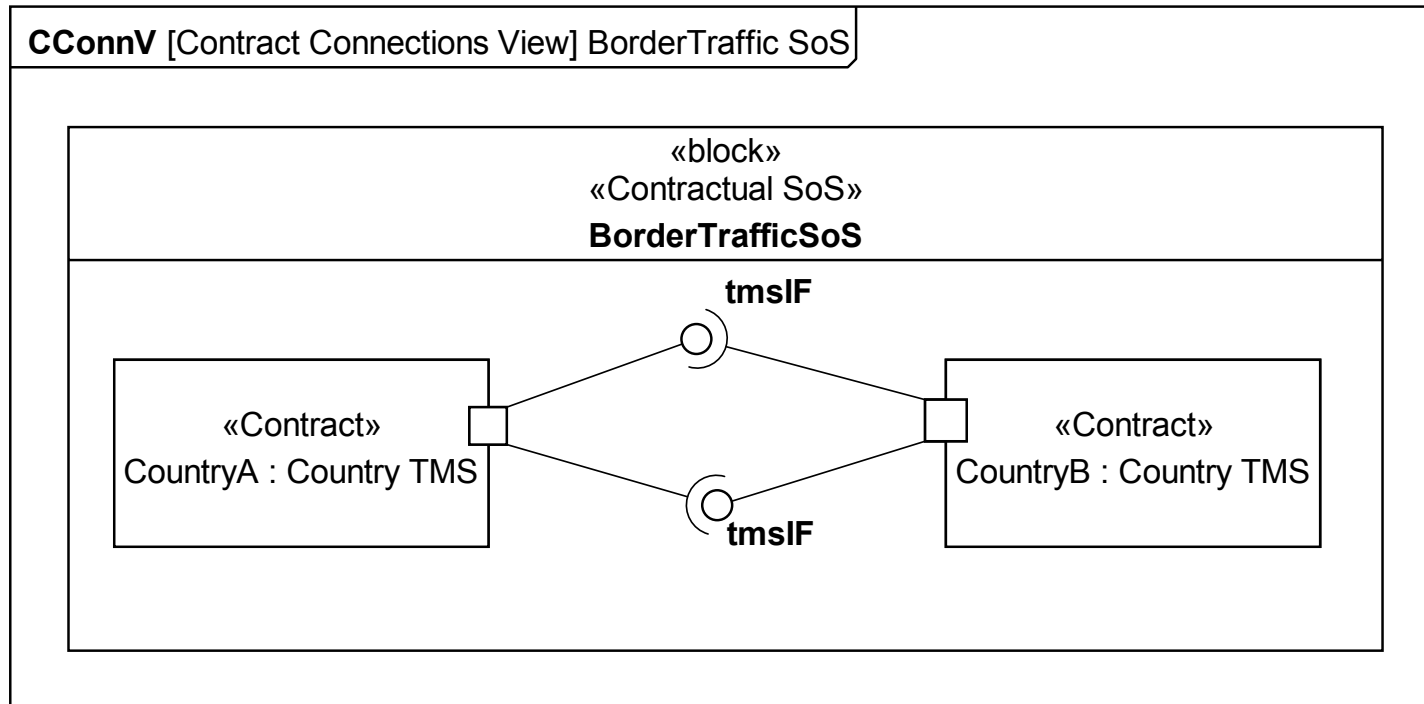 CConnV [Contract Connections View] BorderTraffic SoS
«block»
«Contractual SoS»
BorderTrafficSoS
tmsIF
«Contract»
CountryA : Country TMS
«Contract»
CountryB : Country TMS
tmsIF